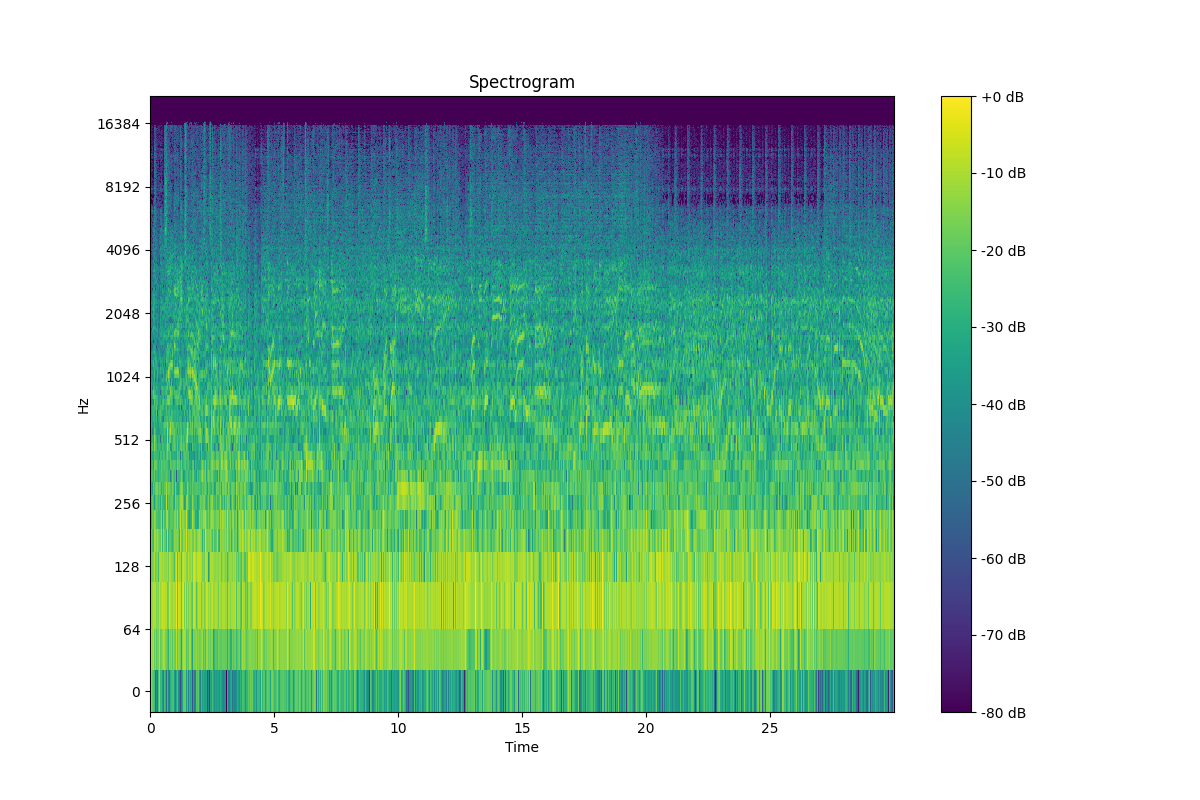 Spectrogram
16384
8192
4096
2048
1024
512
256
128
64
0
Hz
0 5 10 15 20 25
Time
+0 dB
-10 dB
-20 dB
-30 dB
-40 dB
-50 dB
-60 dB
-70 dB
-80 dB